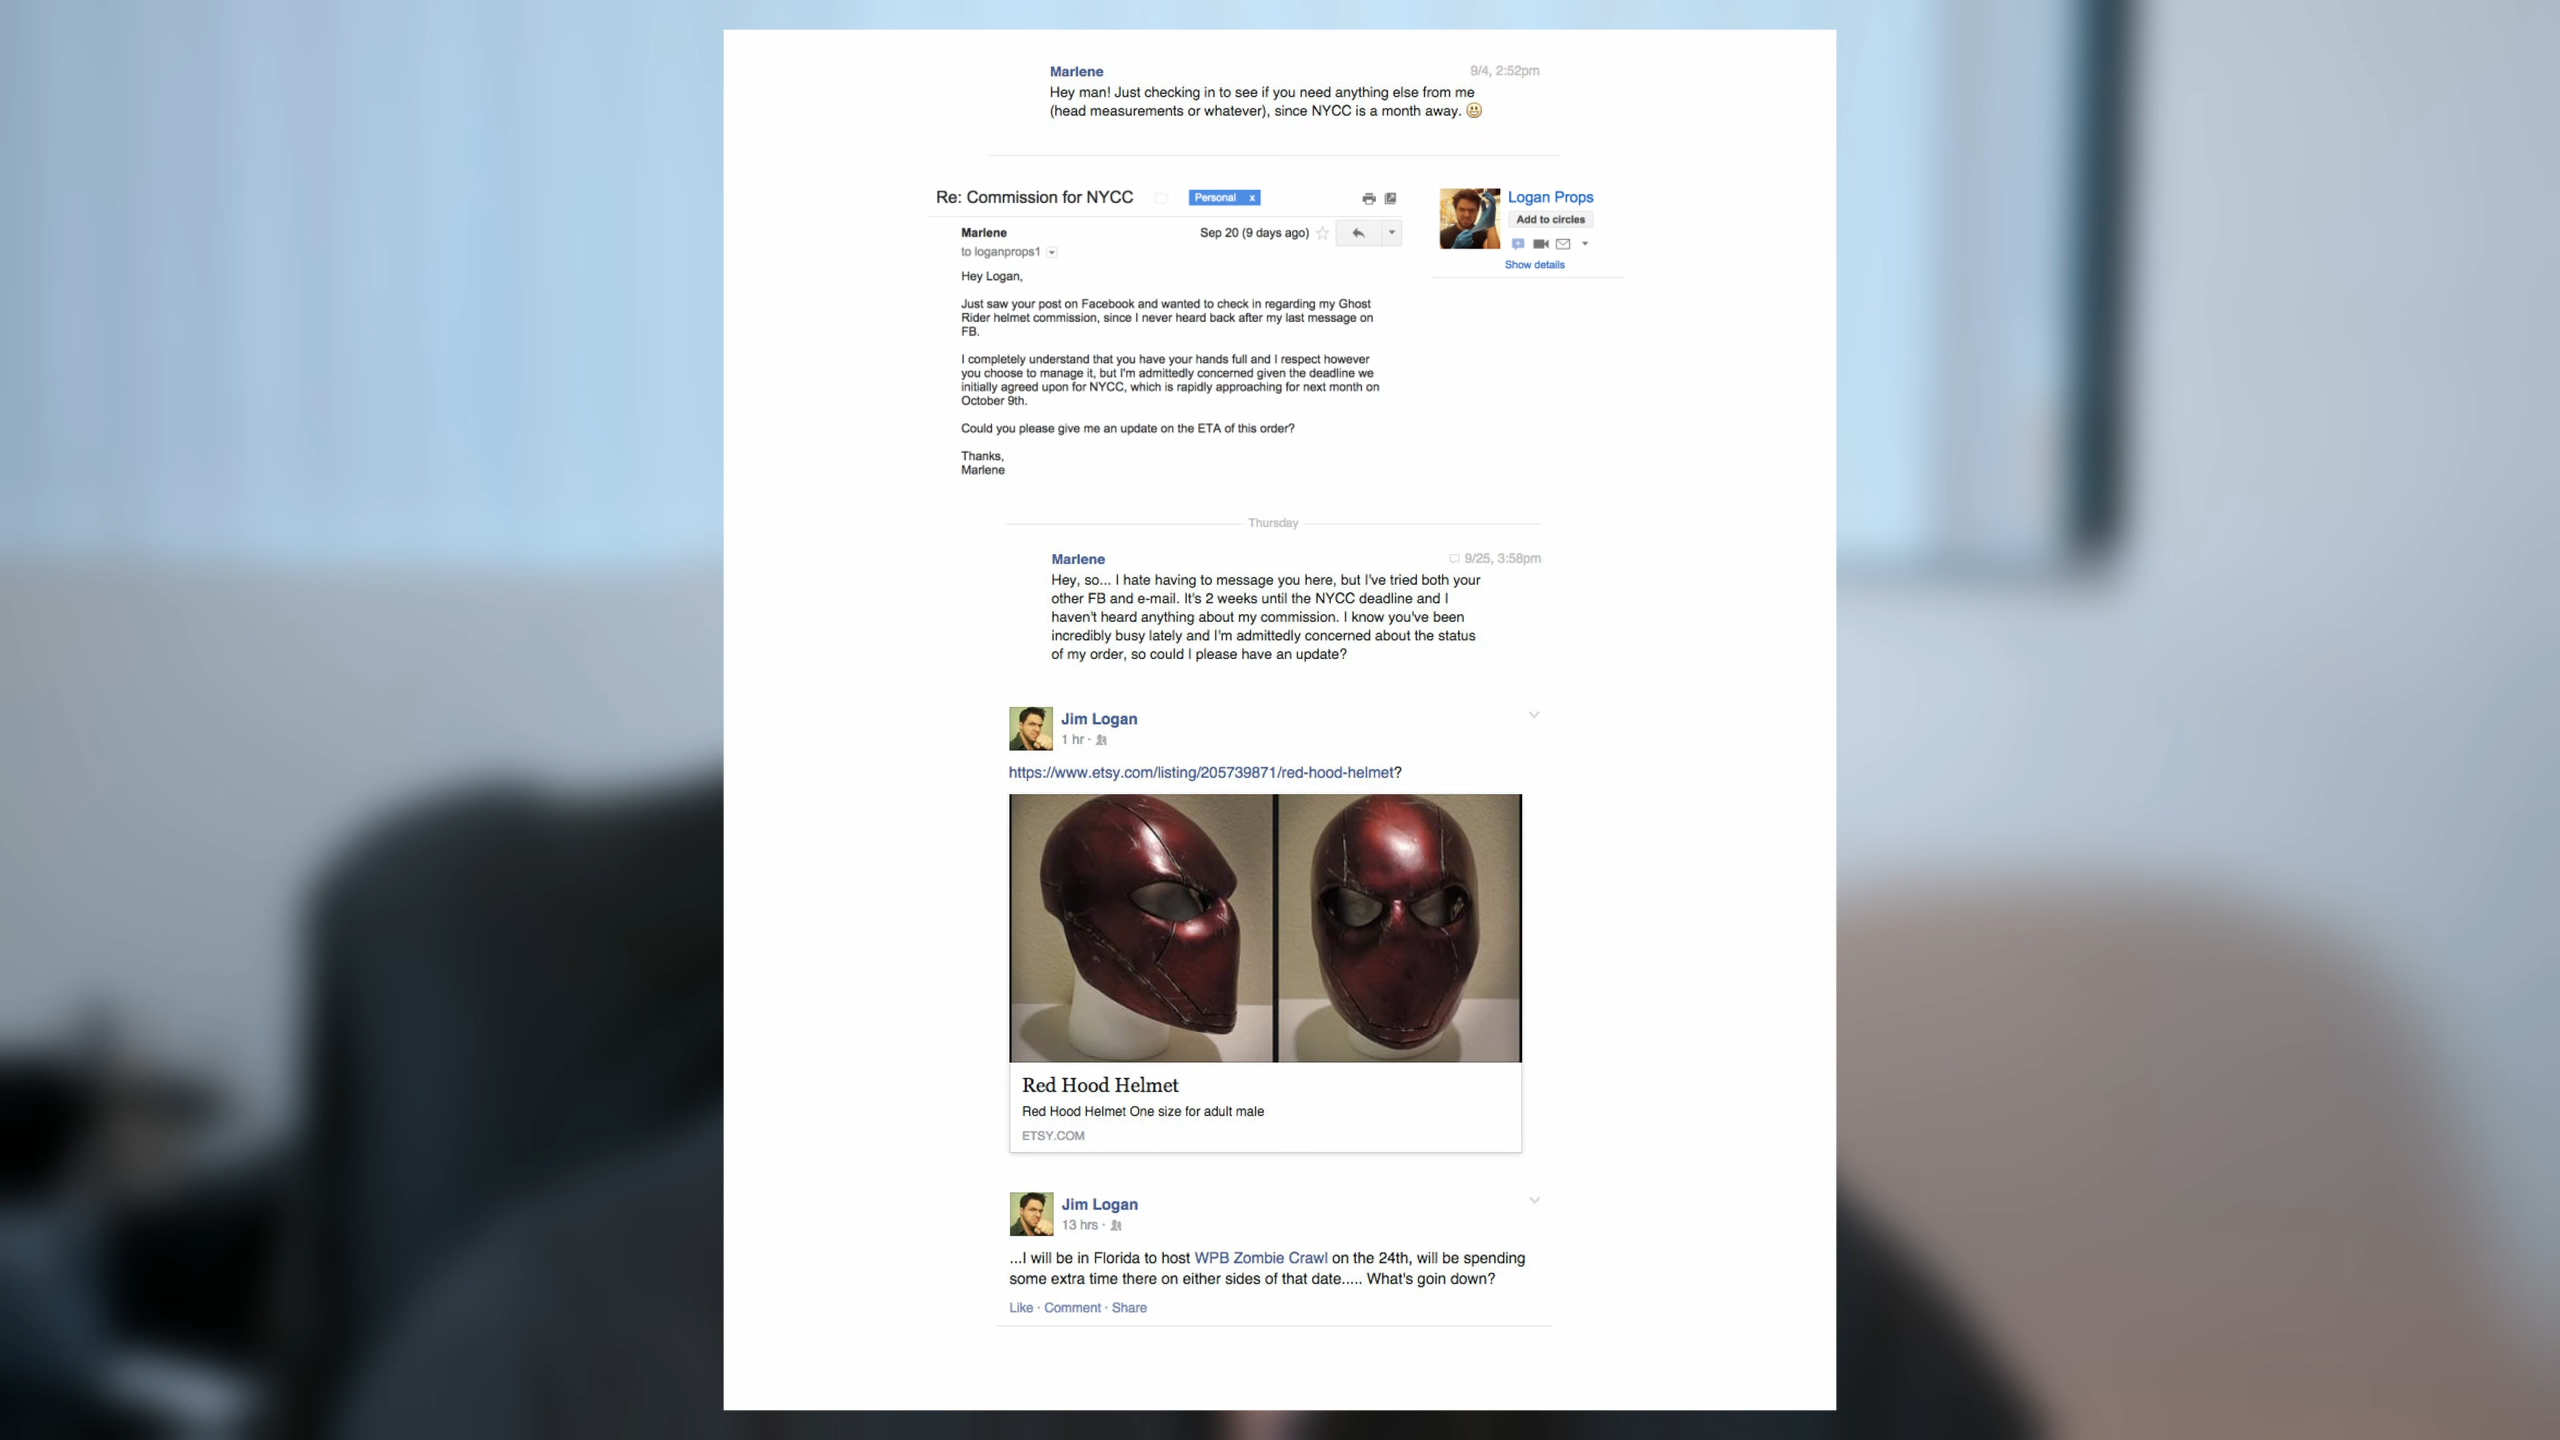 Marlene
9/4, 2:52pm
Hey man! Just checking in to see if you need anything else from me
(head measurements or whatever), since NYCC is a month away. 😃
Re: Commission for NYCC
Personal x
Logan Props
Add to circles
Show details
Marlene
Sep 20 (9 days ago)
to loganprops1
Hey Logan,
Just saw your post on Facebook and wanted to check in regarding my Ghost
Rider helmet commission, since I never heard back after my last message on
FB.
I completely understand that you have your hands full and I respect however
you choose to manage it, but I'm admittedly concerned given the deadline we
initially agreed upon for NYCC, which is rapidly approaching for next month on
October 9th.
Could you please give me an update on the ETA of this order?
Thanks,
Marlene
Thursday
Marlene
9/25, 3:58pm
Hey, so... I hate having to message you here, but I've tried both your
other FB and e-mail. It's 2 weeks until the NYCC deadline and I
haven't heard anything about my commission. I know you've been
incredibly busy lately and I'm admittedly concerned about the status
of my order, so could I please have an update?
Jim Logan
1 hr ·
https://www.etsy.com/listing/205739871/red-hood-helmet?
Red Hood Helmet
Red Hood Helmet One size for adult male
ETSY.COM
Jim Logan
13 hrs ·
...I will be in Florida to host WPB Zombie Crawl on the 24th, will be spending
some extra time there on either sides of that date..... What's goin down?
Like · Comment · Share